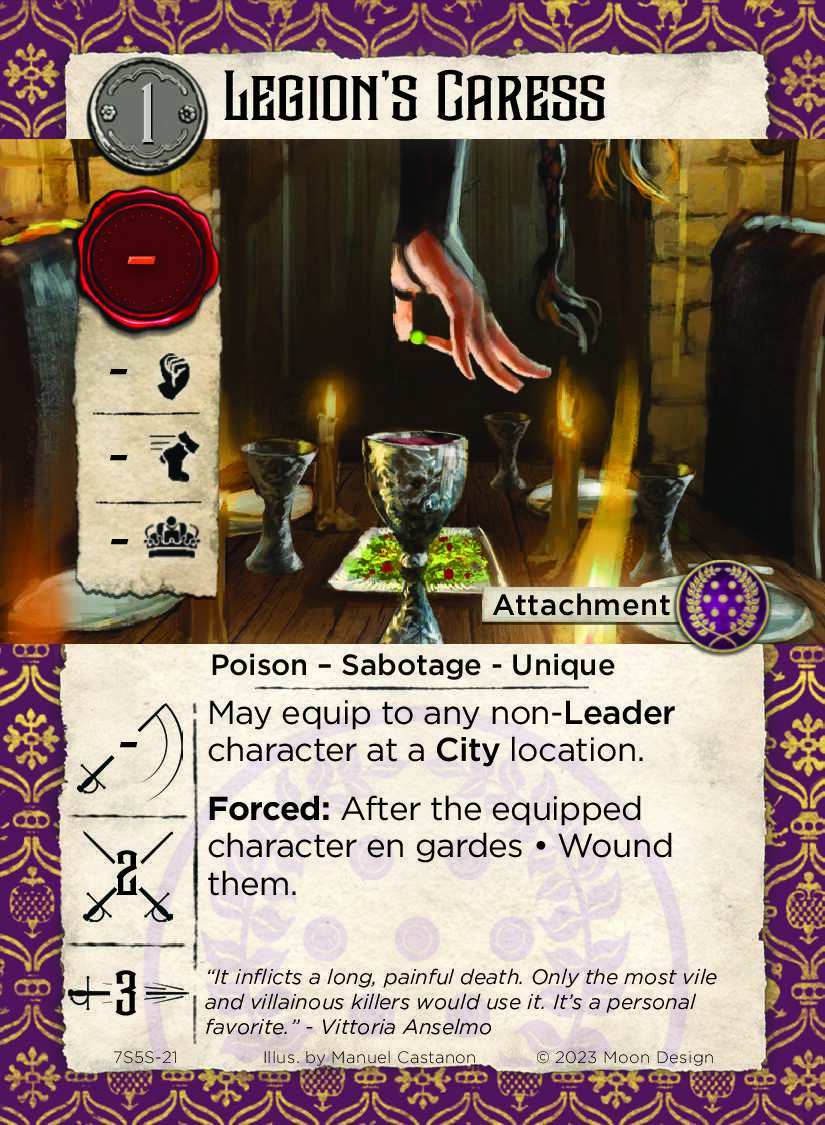 1
LEGION'S CARESS
-
-
-
-
Attachment
Poison – Sabotage - Unique
-
2
3
May equip to any non-Leader
character at a City location.
Forced: After the equipped
character en gardes • Wound
them.
“It inflicts a long, painful death. Only the most vile
and villainous killers would use it. It’s a personal
favorite.” - Vittoria Anselmo
7S5S-21 Illus. by Manuel Castanon © 2023 Moon Design